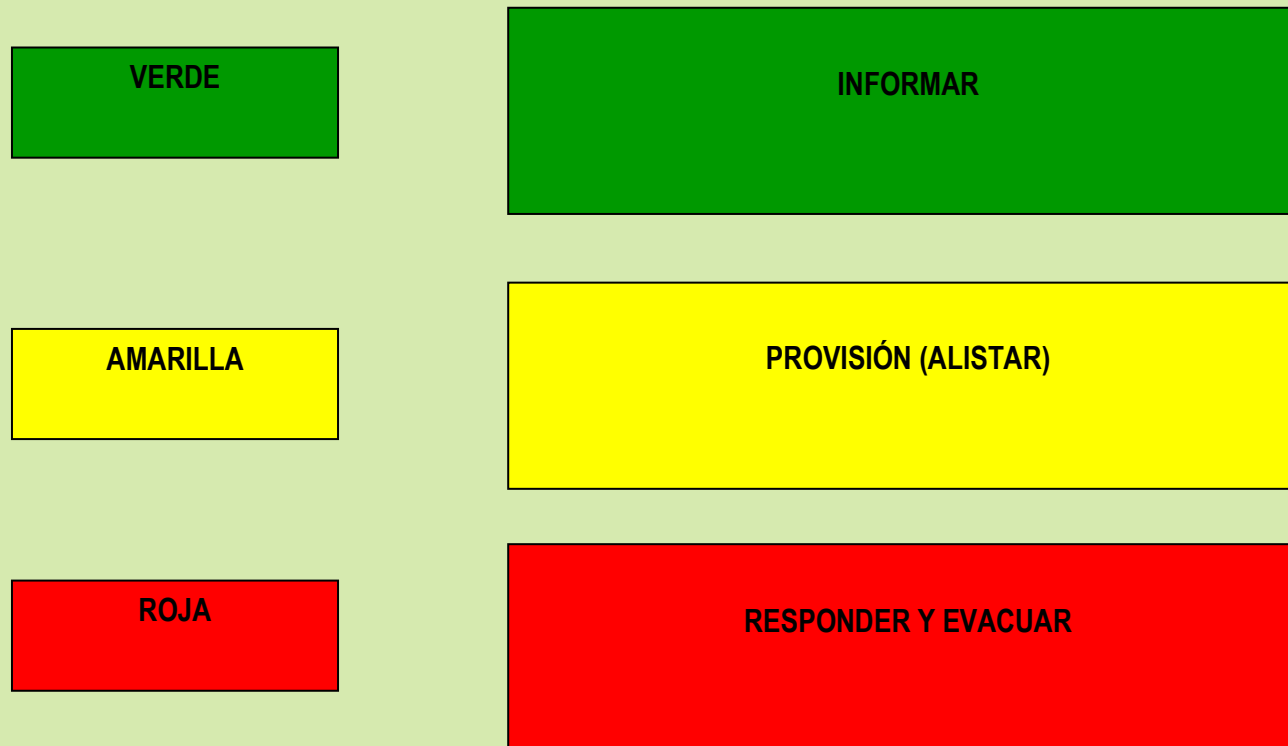 VERDE
INFORMAR
AMARILLA
PROVISIÓN (ALISTAR)
ROJA
RESPONDER Y EVACUAR